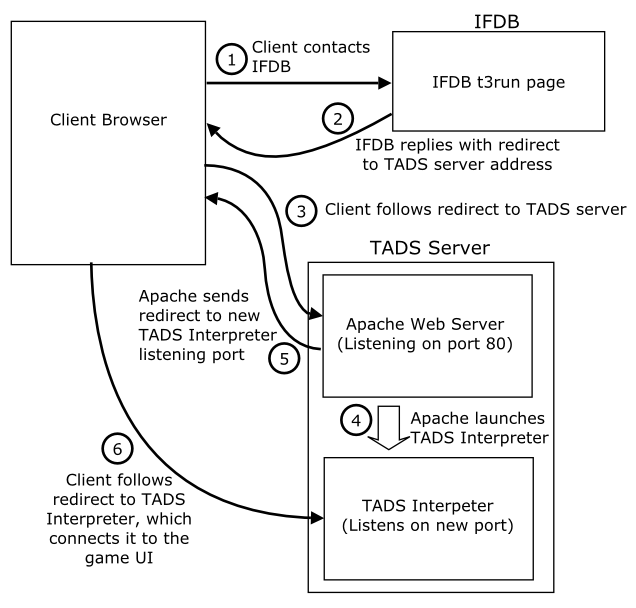 IFDB
1
Client contacts
IFDB
IFDB t3run page
Client Browser
2
IFDB replies with redirect
to TADS server address
3
Client follows redirect to TADS server
TADS Server
Apache sends
redirect to new
TADS Interpreter
listening port
5
Apache Web Server
(Listening on port 80)
4
Apache launches
TADS Interpreter
6
Client follows
redirect to TADS
Interpreter, which
connects it to the
game UI
TADS Interpeter
(Listens on new port)